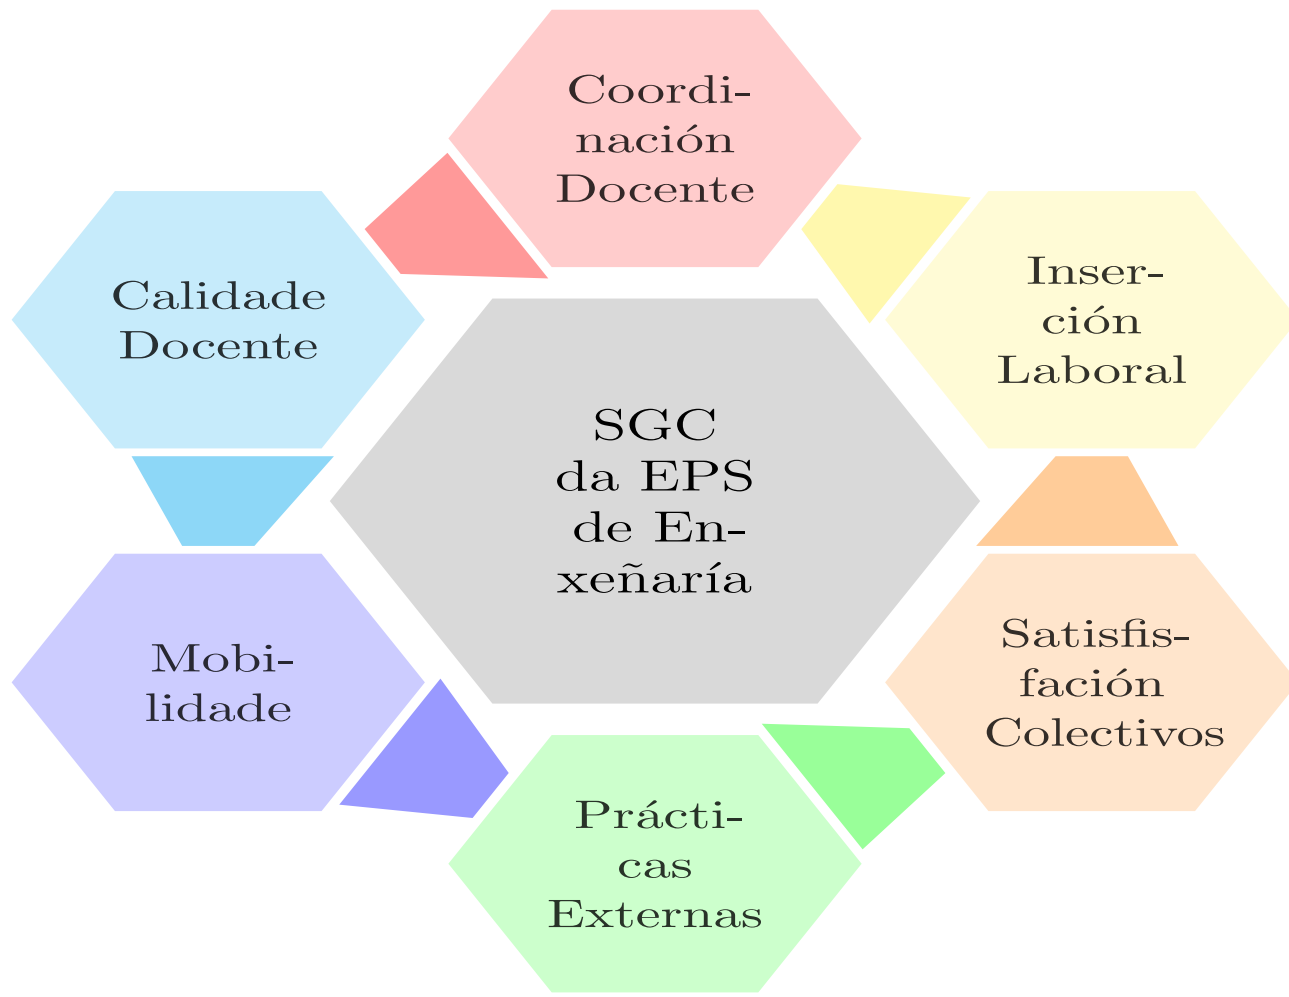 Coordi-
nación
Docente
Calidade
Docente
Inser-
ción
Laboral
SGC
da EPS
de En-
xeñaría
Mobi-
lidade
Satisfis-
fación
Colectivos
Prácti-
cas
Externas